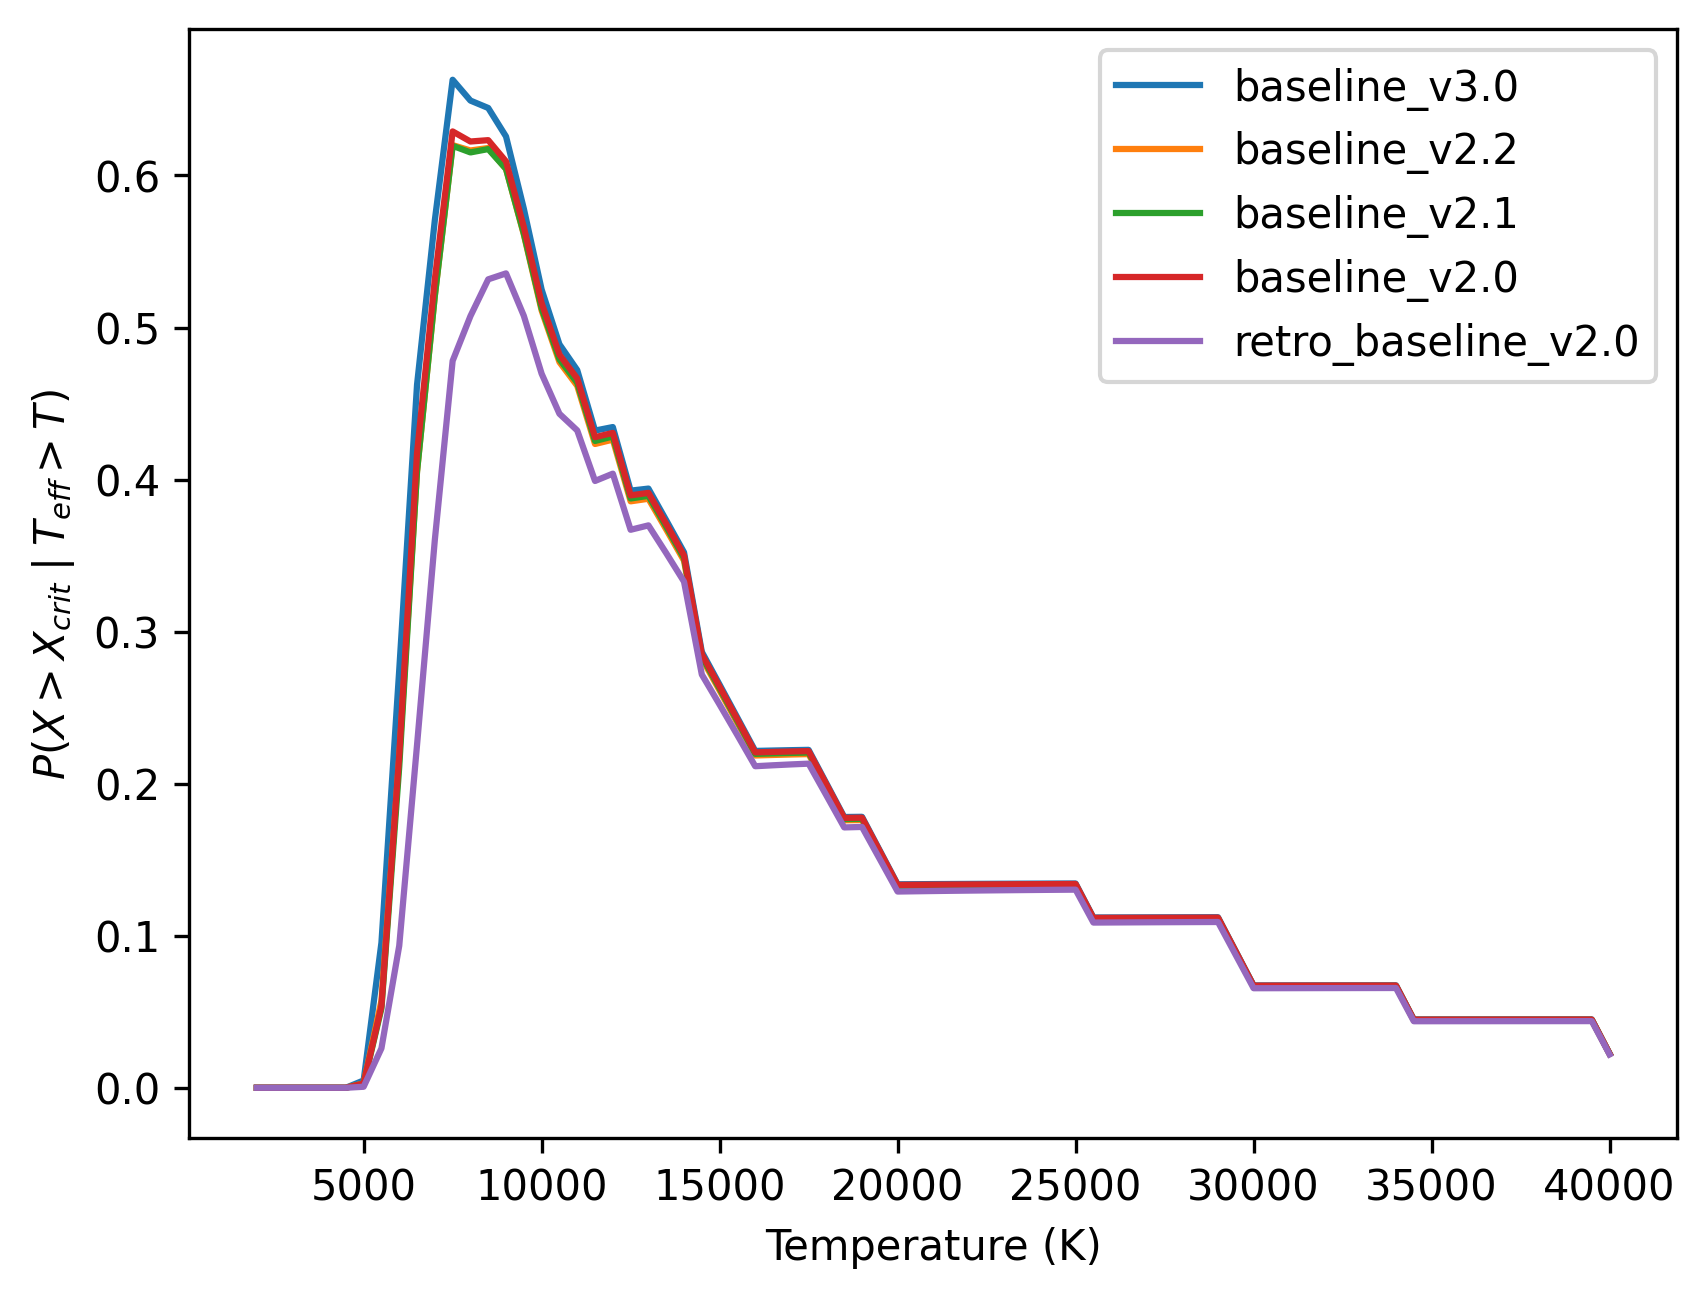 baseline_v3.0
baseline_v2.2
baseline_v2.1
baseline_v2.0
retro_baseline_v2.0
P(X > X_crit | T_eff > T)
0.6
0.5
0.4
0.3
0.2
0.1
0.0
5000 10000 15000 20000 25000 30000 35000 40000
Temperature (K)